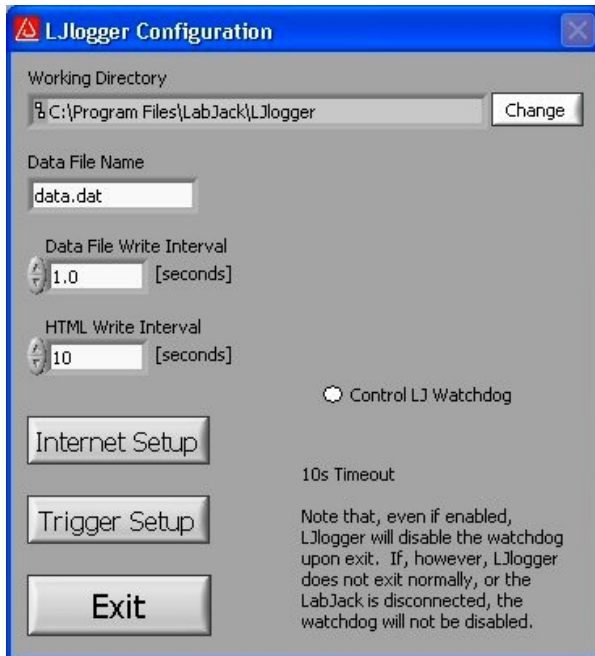 LJlogger Configuration
Working Directory
C:\Program Files\LabJack\LJlogger
Change
Data File Name
data.dat
Data File Write Interval
1.0
[seconds]
HTML Write Interval
10
[seconds]
Control LJ Watchdog
Internet Setup
10s Timeout
Trigger Setup
Note that, even if enabled,
LJlogger will disable the watchdog
upon exit. If, however, LJlogger
does not exit normally, or the
LabJack is disconnected, the
watchdog will not be disabled.
Exit